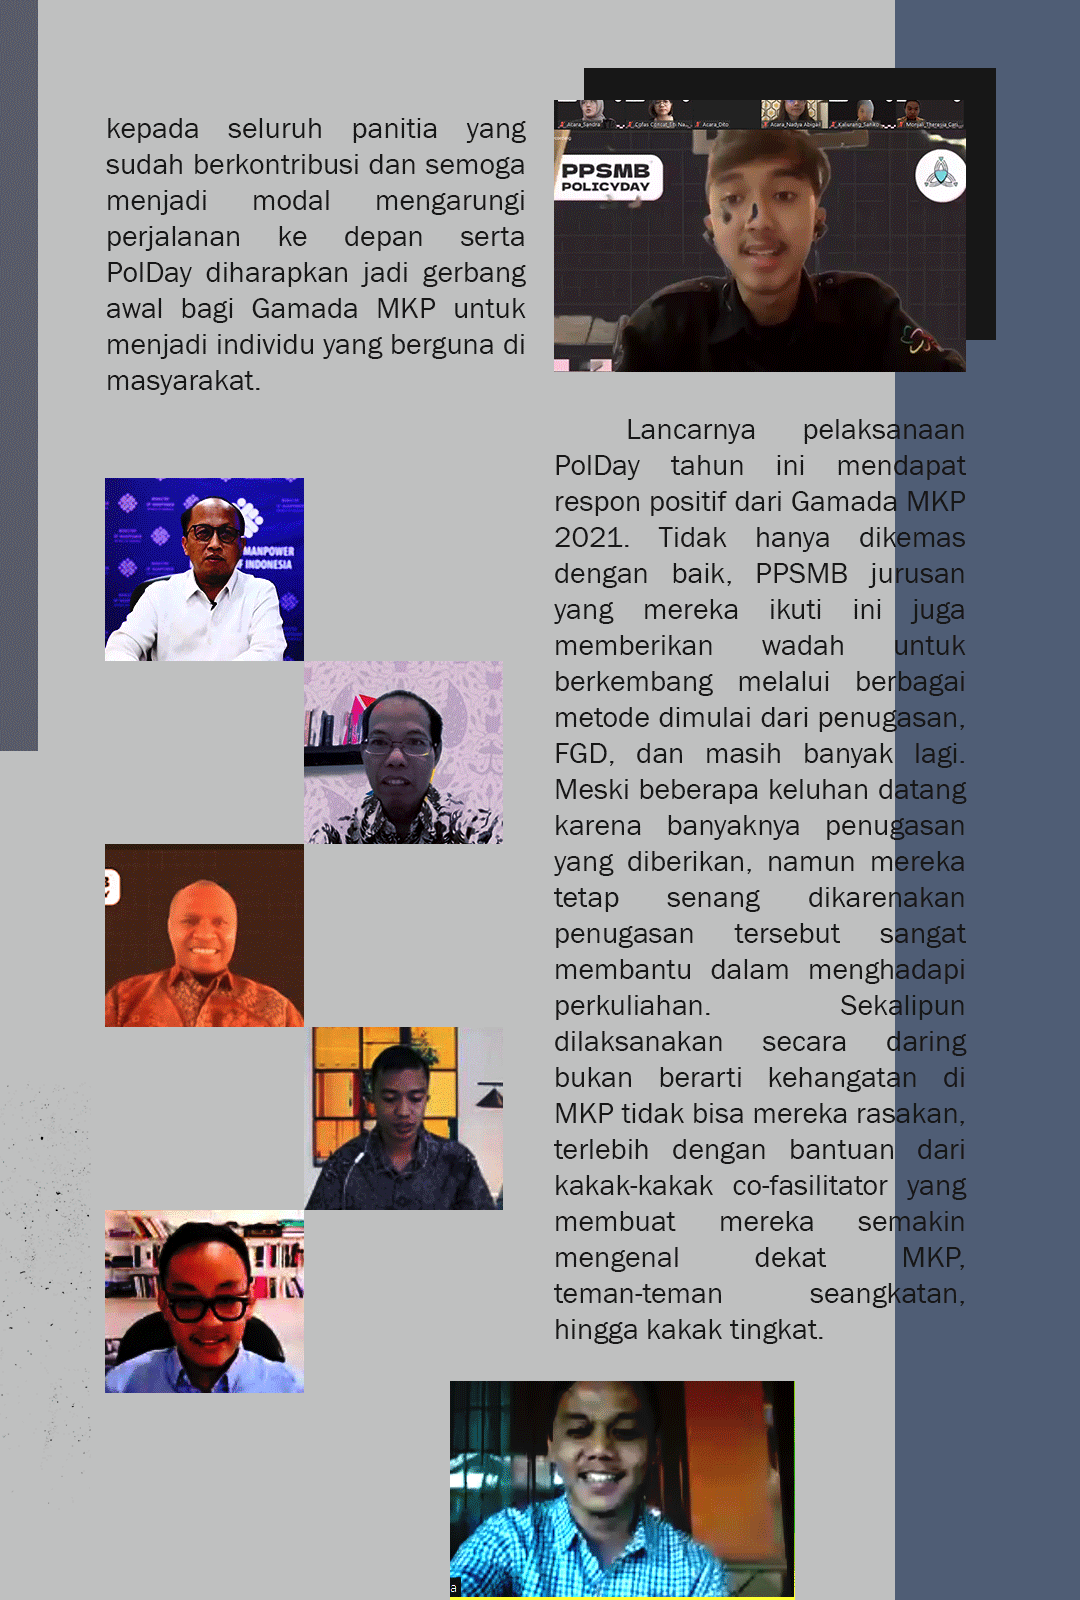 kepada seluruh panitia yang
sudah berkontribusi dan semoga
menjadi modal mengarungi
perjalanan ke depan serta
PolDay diharapkan jadi gerbang
awal bagi Gamada MKP untuk
menjadi individu yang berguna di
masyarakat.
MANPOWER
F INDONESIA
Acara_Sandra
Acara_Dito
Acara_Nadya Abigail
PPSMB
POLICYDAY
Lancarnya pelaksanaan
PolDay tahun ini mendapat
respon positif dari Gamada MKP
2021. Tidak hanya dikemas
dengan baik, PPSMB jurusan
yang mereka ikuti ini juga
memberikan wadah untuk
berkembang melalui berbagai
metode dimulai dari penugasan,
FGD, dan masih banyak lagi.
Meski beberapa keluhan datang
karena banyaknya penugasan
yang diberikan, namun mereka
tetap senang dikarenakan
penugasan tersebut sangat
membantu dalam menghadapi
perkuliahan. Sekalipun
dilaksanakan secara daring
bukan berarti kehangatan di
MKP tidak bisa mereka rasakan,
terlebih dengan bantuan dari
kakak-kakak co-fasilitator yang
membuat mereka semakin
mengenal dekat MKP,
teman-teman seangkatan,
hingga kakak tingkat.
a